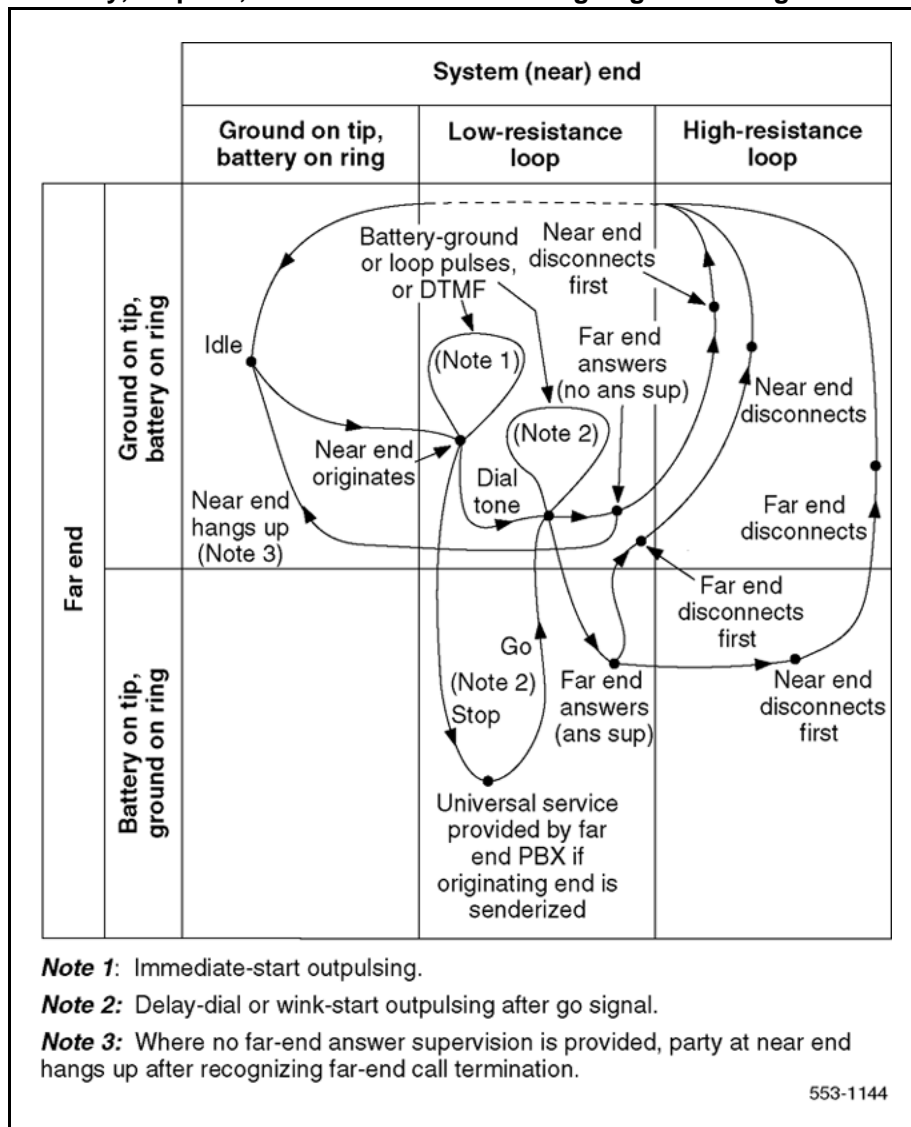 System (near) end
Ground on tip,
battery on ring
Low-resistance
loop
High-resistance
loop
Far end
Ground on tip,
battery on ring
Battery on tip,
ground on ring
Battery-ground
or loop pulses,
or DTMF
Near end
disconnects
first
Idle
(Note 1)
Far end
answers
(no ans sup)
(Note 2)
Near end
disconnects
Near end
originates
Dial
tone
Near end
hangs up
(Note 3)
Far end
disconnects
Far end
disconnects
first
Go
(Note 2)
Stop
Far end
answers
(ans sup)
Near end
disconnects
first
Universal service
provided by far
end PBX if
originating end is
senderized
Note 1: Immediate-start outpulsing.
Note 2: Delay-dial or wink-start outpulsing after go signal.
Note 3: Where no far-end answer supervision is provided, party at near end
hangs up after recognizing far-end call termination.
553-1144